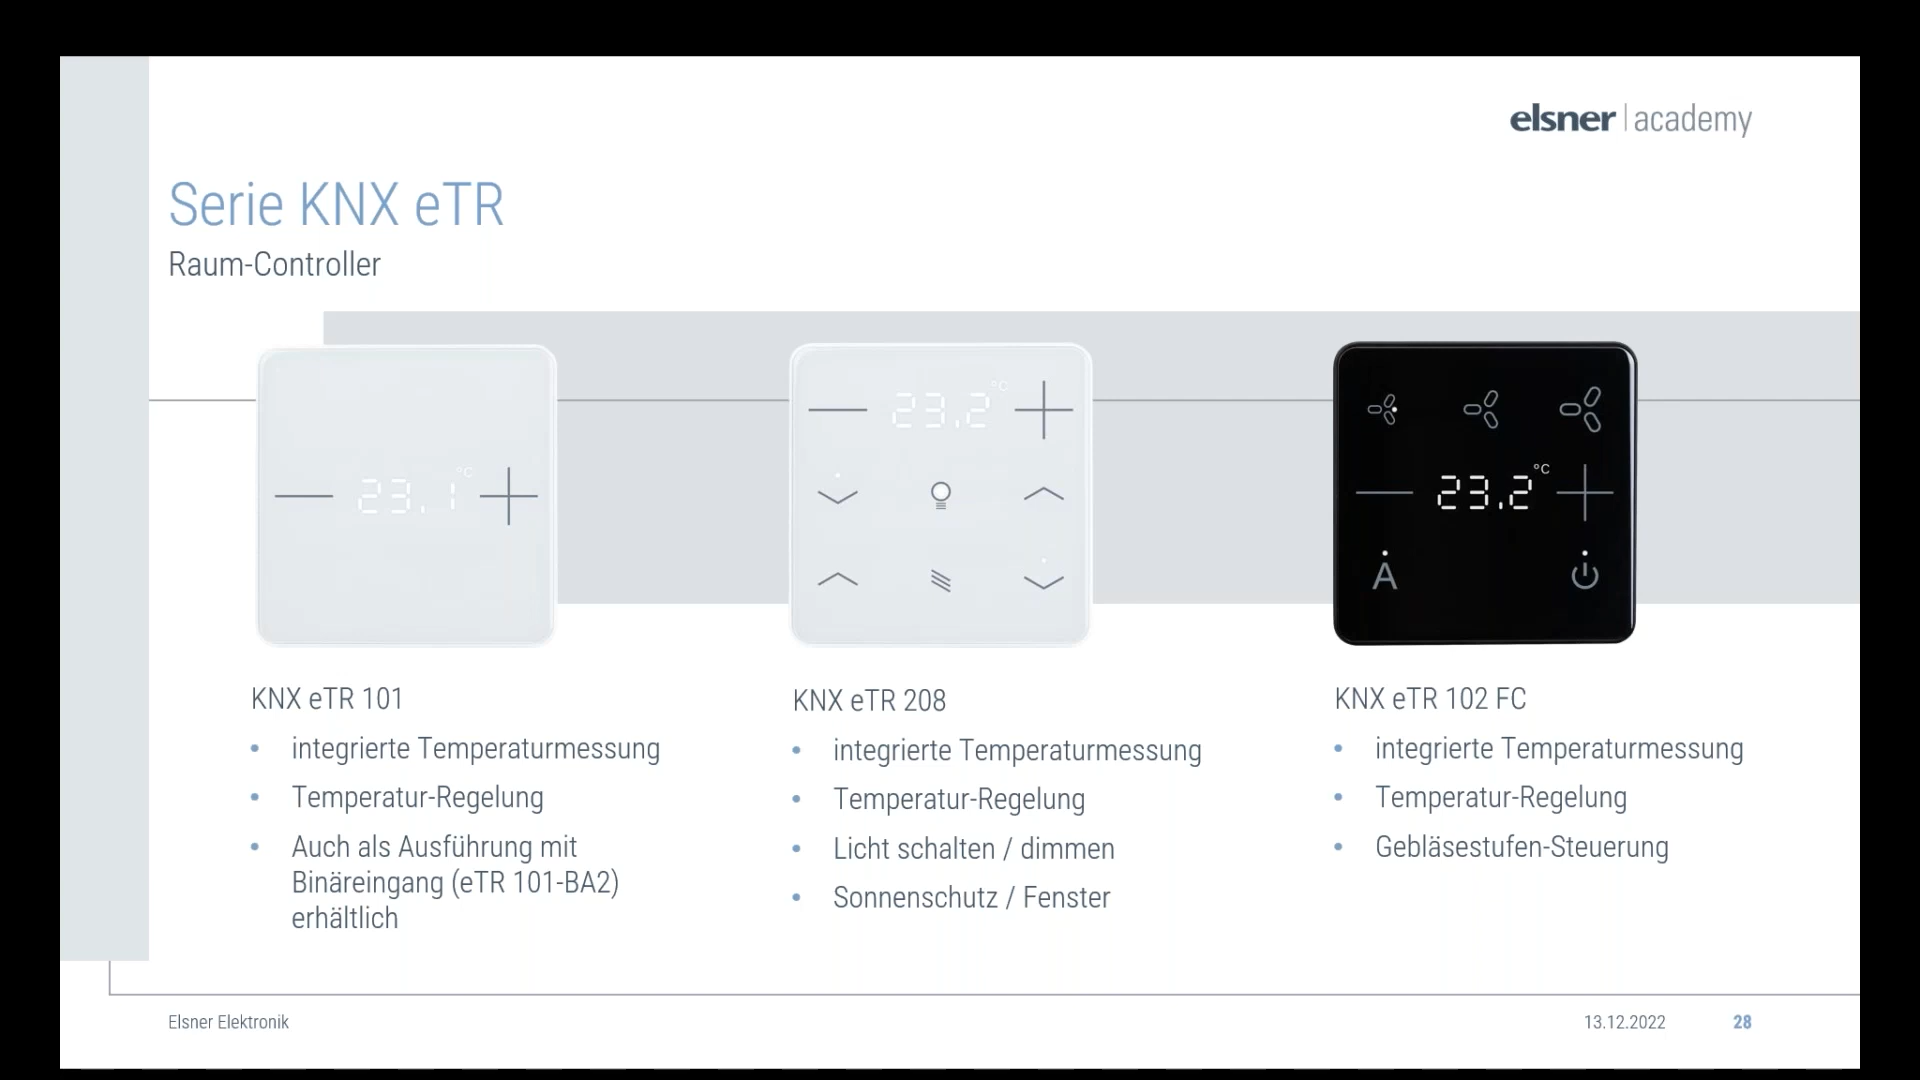 elsner | academy
Serie KNX eTR
Raum-Controller
23.1 °C
23.2 °C
23.2 °C
A
KNX eTR 101
• integrierte Temperaturmessung
• Temperatur-Regelung
• Auch als Ausführung mit
Binäreingang (eTR 101-BA2)
erhältlich
KNX eTR 208
• integrierte Temperaturmessung
• Temperatur-Regelung
• Licht schalten / dimmen
• Sonnenschutz / Fenster
KNX eTR 102 FC
• integrierte Temperaturmessung
• Temperatur-Regelung
• Gebläsestufen-Steuerung
Elsner Elektronik
13.12.2022
28